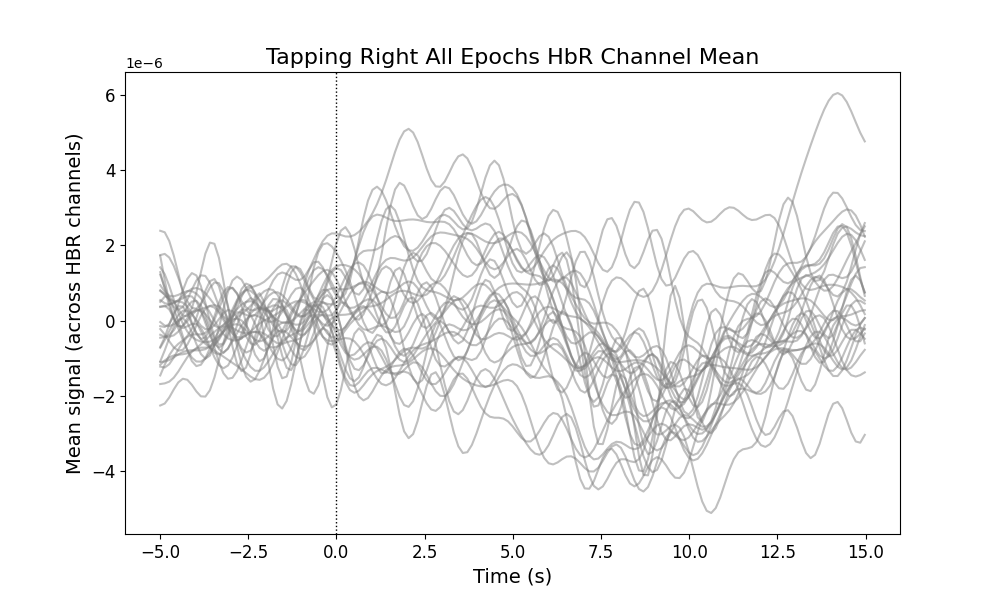 Tapping Right All Epochs HbR Channel Mean
1e−6
6
4
2
0
−2
−4
Mean signal (across HBR channels)
−5.0 −2.5 0.0 2.5 5.0 7.5 10.0 12.5 15.0
Time (s)